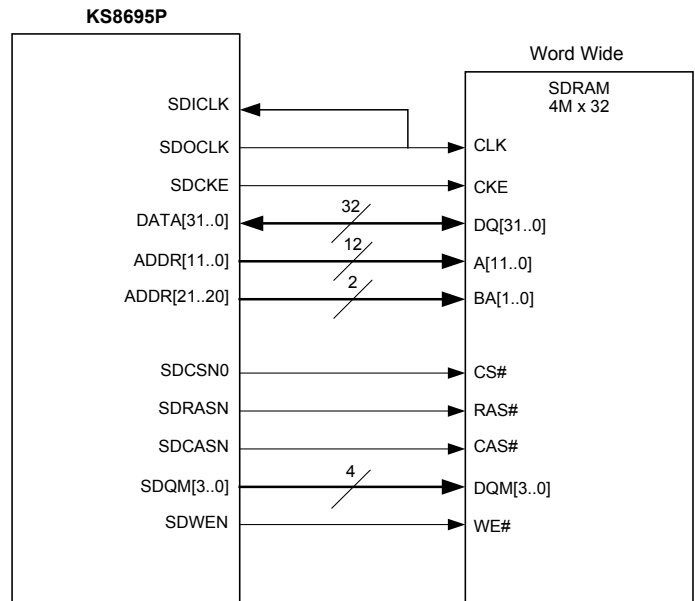 KS8695P
Word Wide
SDRAM
4M x 32
SDICLK
SDOCLK
CLK
SDCKE
CKE
DATA[31..0]
32
DQ[31..0]
ADDR[11..0]
12
A[11..0]
ADDR[21..20]
2
BA[1..0]
SDCSN0
CS#
SDRASN
RAS#
SDCASN
CAS#
SDQM[3..0]
4
DQM[3..0]
SDWEN
WE#